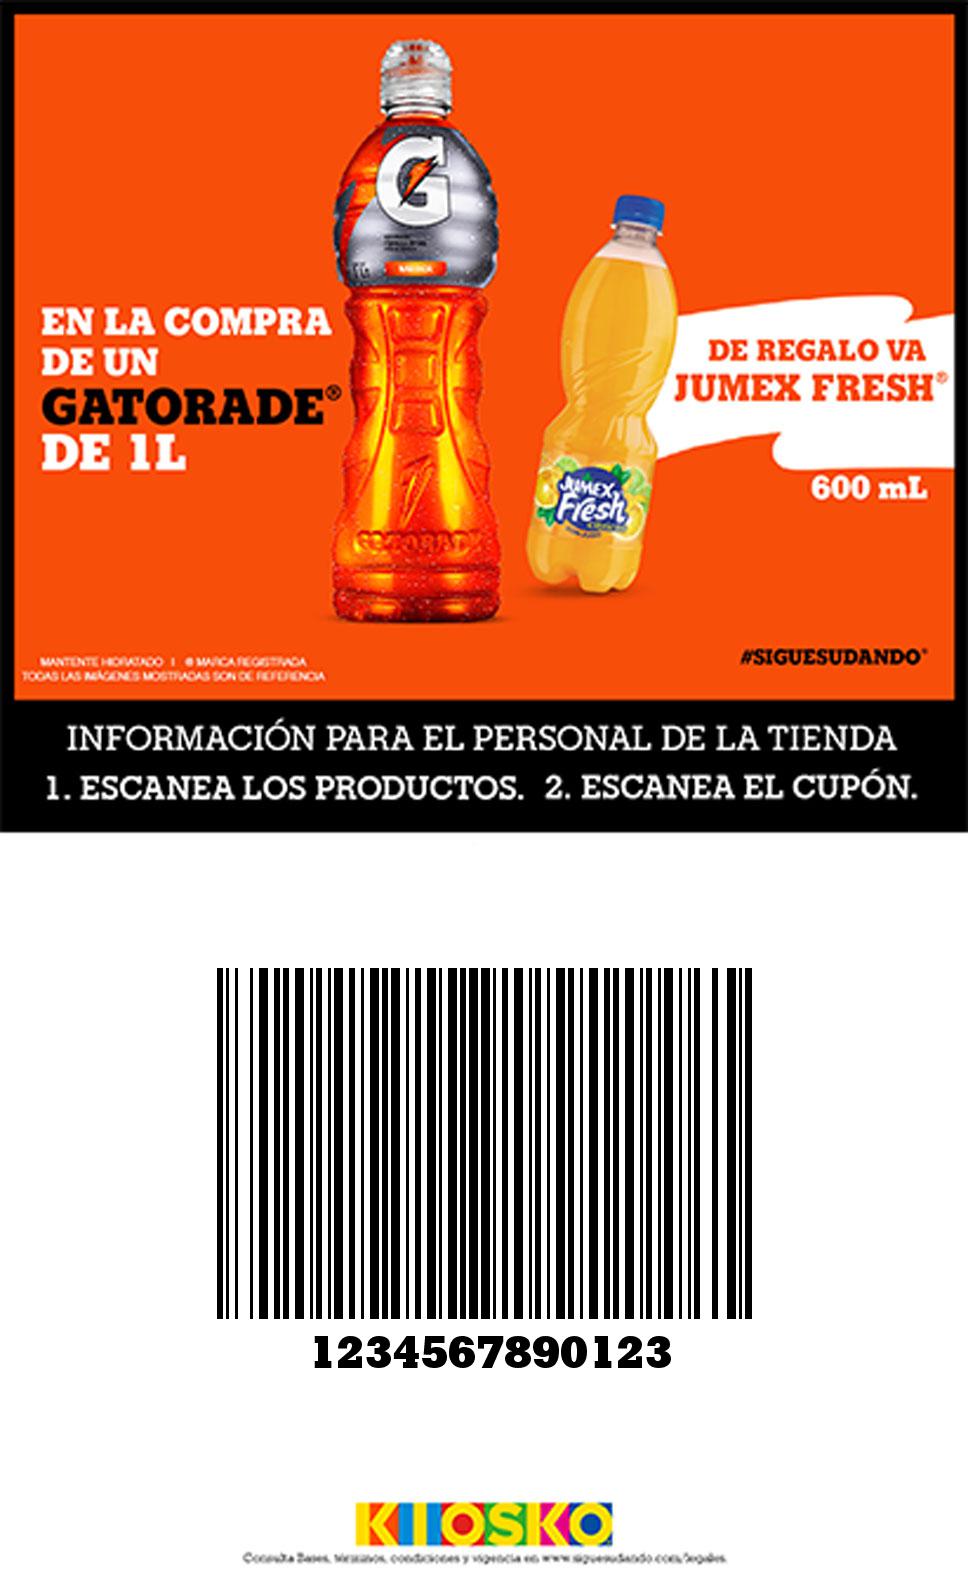 G
EN LA COMPRA
DE UN
GATORADE®
DE 1L
GATORADE
JUMEX
Fresh
DE REGALO VA
JUMEX FRESH®
600 mL
MANTENTE HIDRATADO | ® MARCA REGISTRADA
TODAS LAS IMÁGENES MOSTRADAS SON DE REFERENCIA
#SIGUESUDANDO®
INFORMACIÓN PARA EL PERSONAL DE LA TIENDA
1. ESCANEA LOS PRODUCTOS. 2. ESCANEA EL CUPÓN.
1234567890123
KIOSKO
Consulta Bases, términos, condiciones y vigencia en www.siguesudando.com/legales.